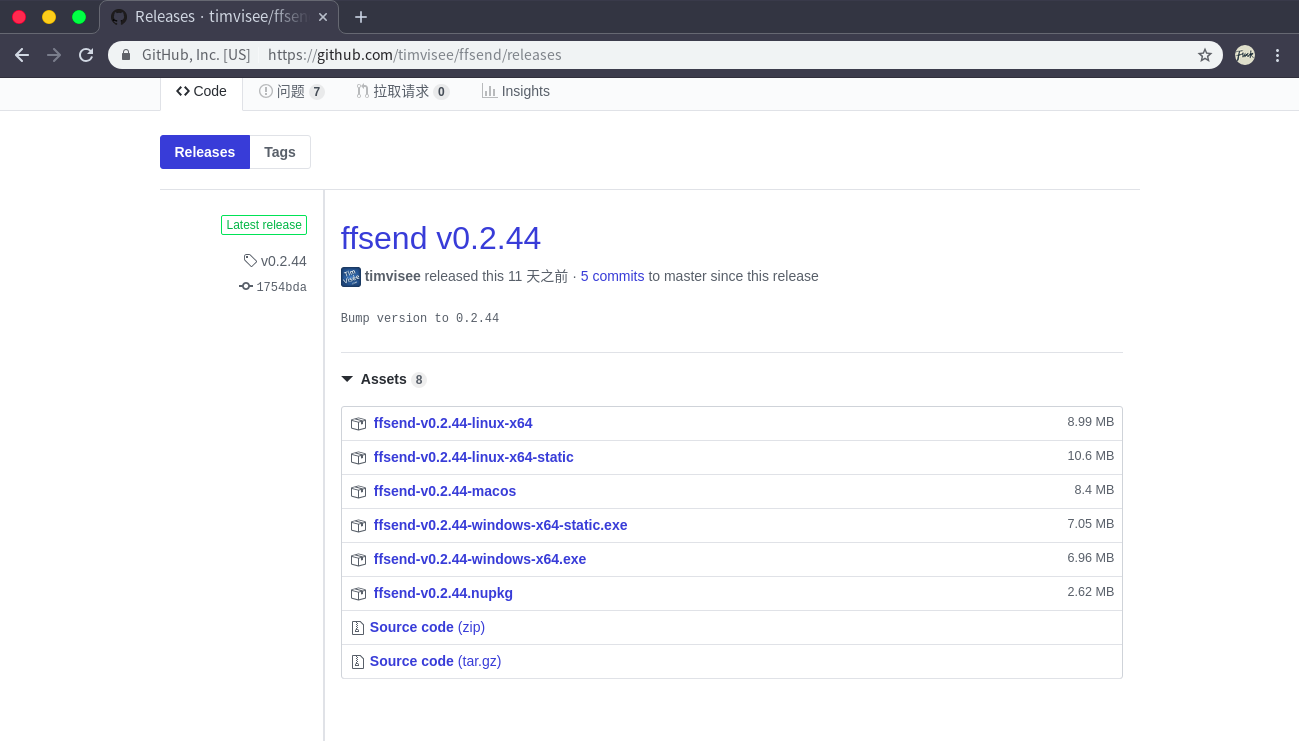 Releases · timvisee/ffsen
GitHub, Inc. [US] https://github.com/timvisee/ffsend/releases
Code 问题 7 拉取请求 0 Insights
Releases Tags
Latest release
v0.2.44
1754bda
ffsend v0.2.44
timvisee released this 11 天之前 · 5 commits to master since this release
Bump version to 0.2.44
Assets 8
ffsend-v0.2.44-linux-x64 8.99 MB
ffsend-v0.2.44-linux-x64-static 10.6 MB
ffsend-v0.2.44-macos 8.4 MB
ffsend-v0.2.44-windows-x64-static.exe 7.05 MB
ffsend-v0.2.44-windows-x64.exe 6.96 MB
ffsend-v0.2.44.nupkg 2.62 MB
Source code (zip)
Source code (tar.gz)